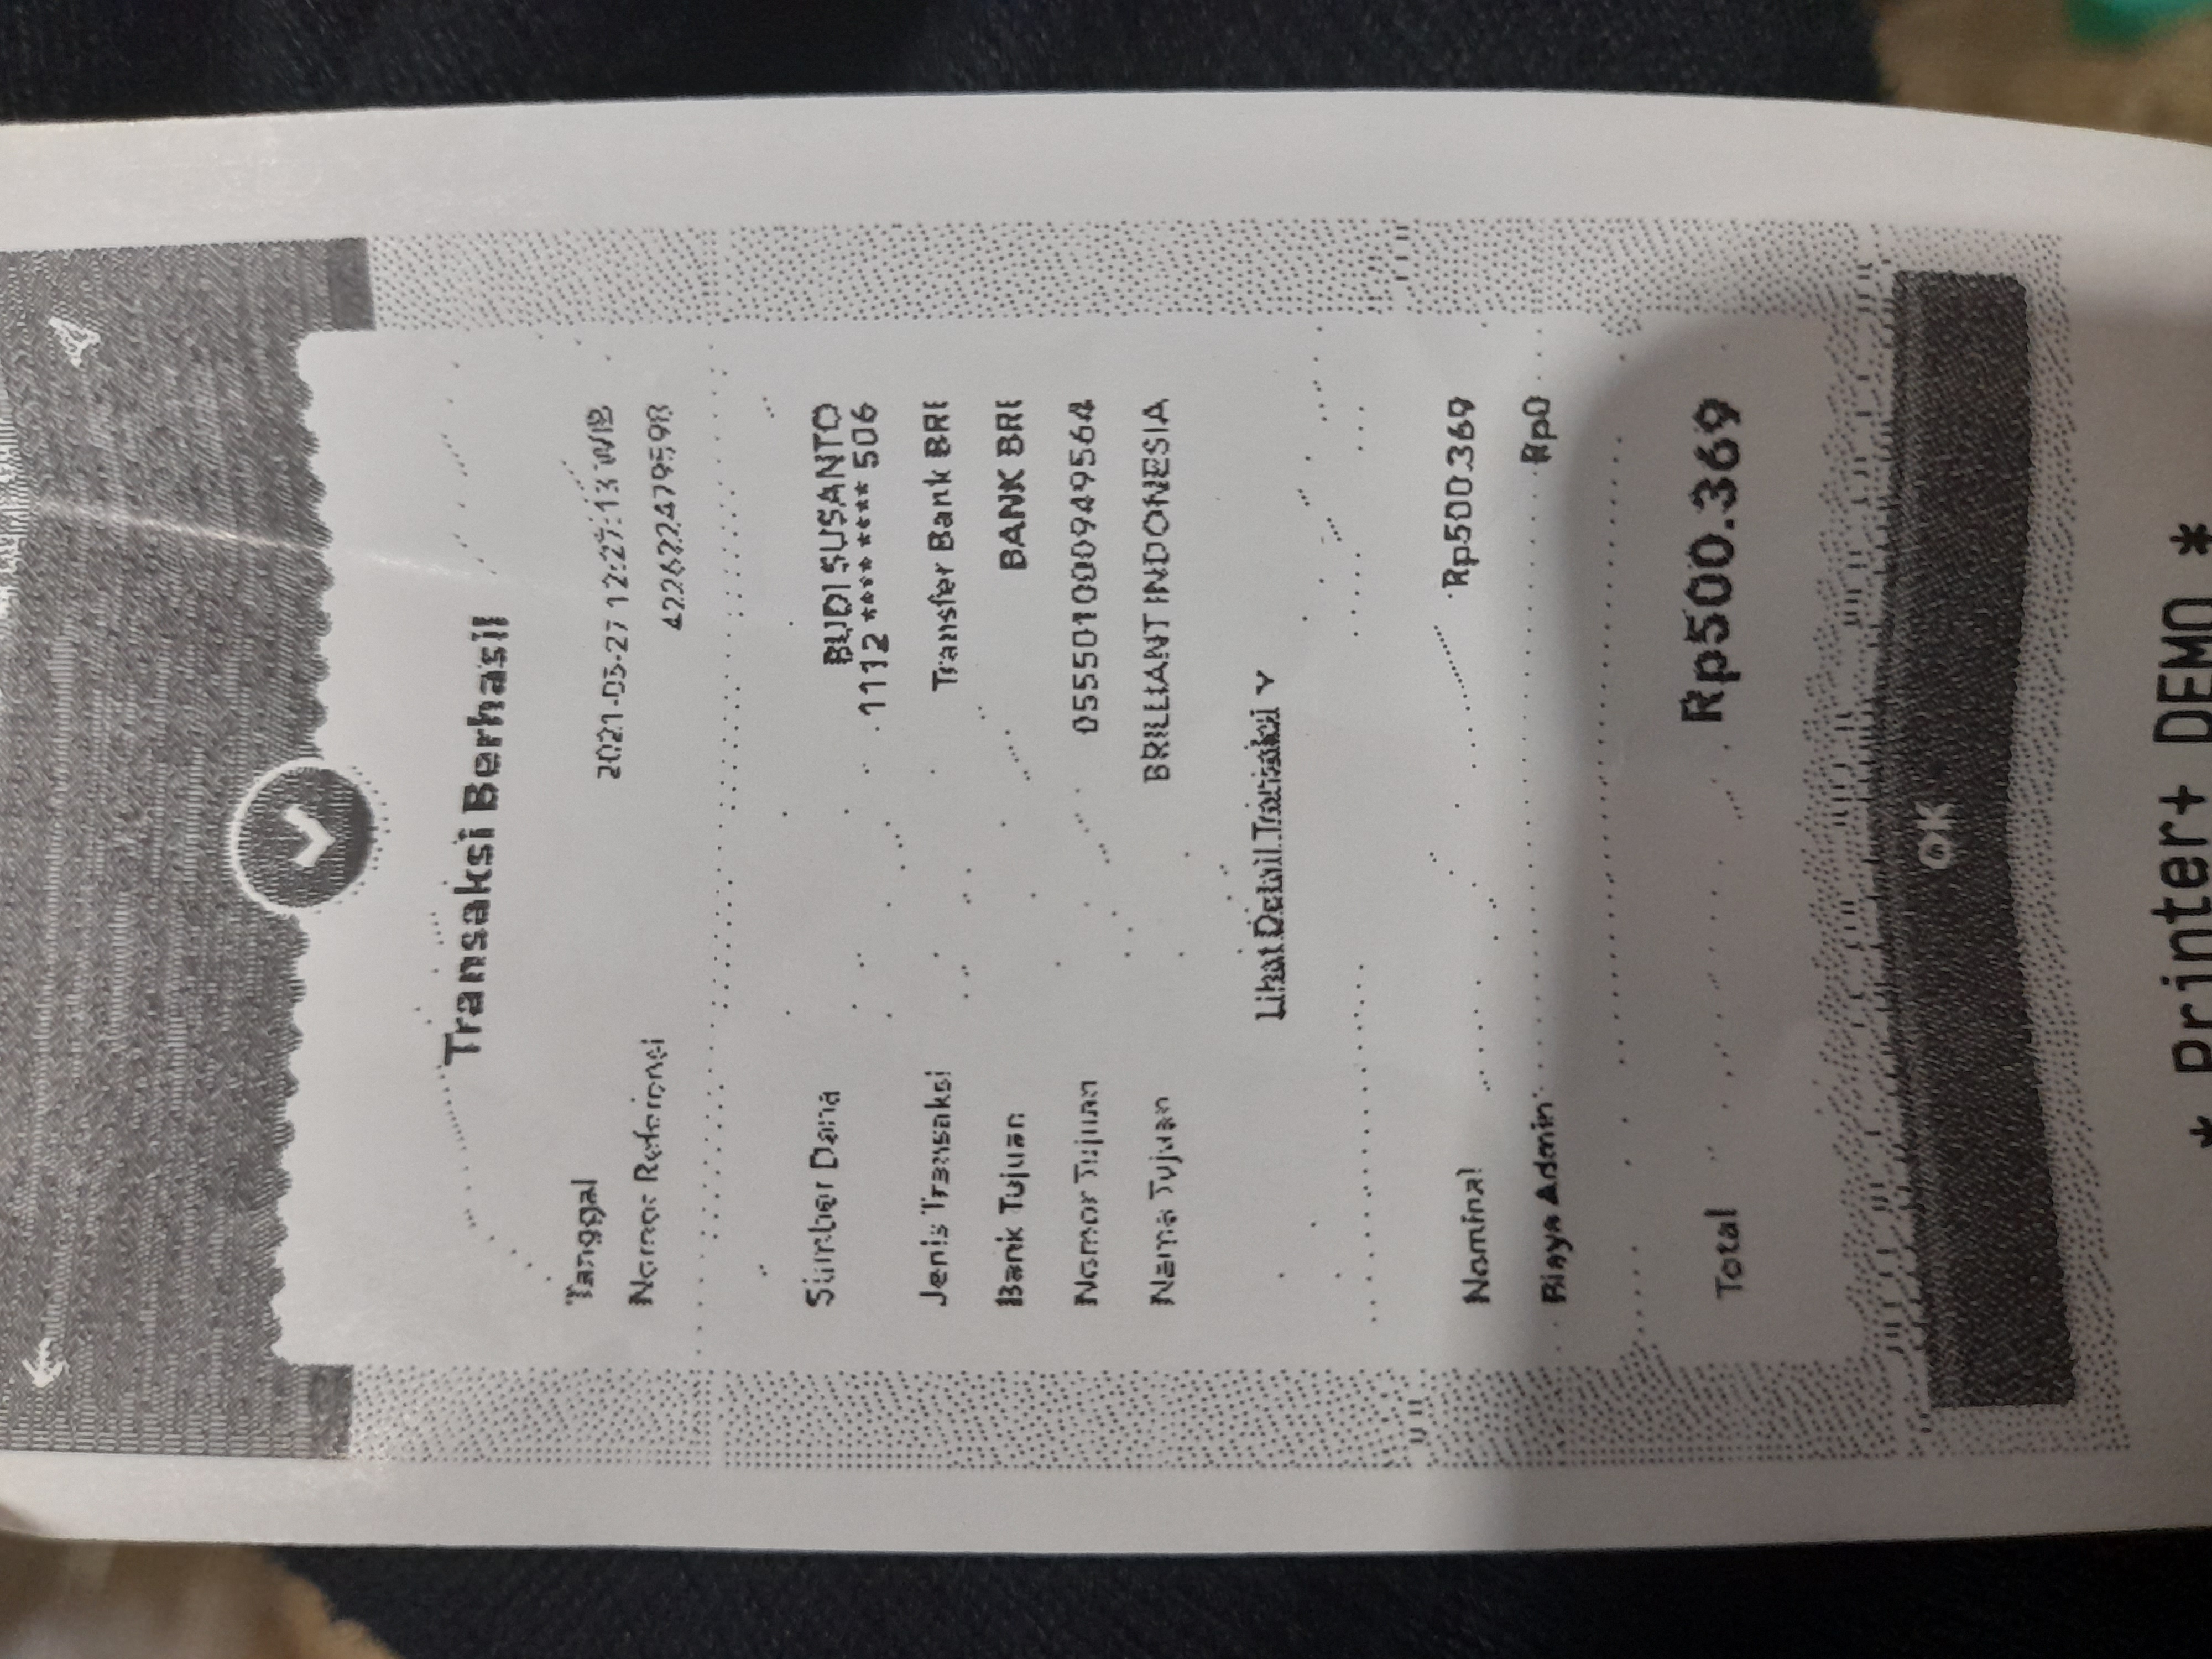 Transaksi Berhasil
Tanggal 2021-05-27 12:27:13 WIB
Nomor Referensi 422622479598
Sumber Dana BUDI SUSANTO
1112 **** **** 506
Jenis Transaksi Transfer Bank BRI
Bank Tujuan BANK BRI
Nomor Tujuan 055501000949564
Nama Tujuan BRILLIANT INDONESIA
Lihat Detail Transaksi
Nominal Rp500.369
Biaya Admin Rp0
Total Rp500.369
OK
* Printer+ DEMO *